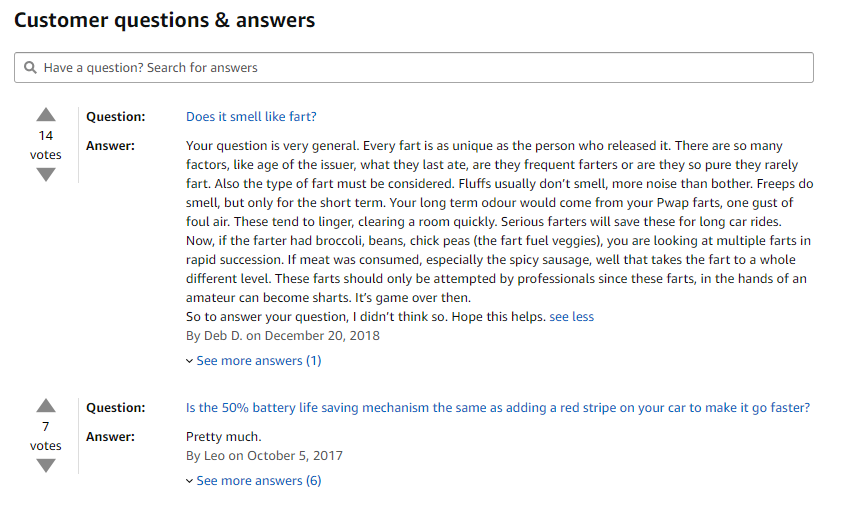 Customer questions & answers
Have a question? Search for answers
14
votes
Question: Does it smell like fart?
Answer: Your question is very general. Every fart is as unique as the person who released it. There are so many
factors, like age of the issuer, what they last ate, are they frequent farters or are they so pure they rarely
fart. Also the type of fart must be considered. Fluffs usually don’t smell, more noise than bother. Freeps do
smell, but only for the short term. Your long term odour would come from your Pwap farts, one gust of
foul air. These tend to linger, clearing a room quickly. Serious farters will save these for long car rides.
Now, if the farter had broccoli, beans, chick peas (the fart fuel veggies), you are looking at multiple farts in
rapid succession. If meat was consumed, especially the spicy sausage, well that takes the fart to a whole
different level. These farts should only be attempted by professionals since these farts, in the hands of an
amateur can become sharts. It’s game over then.
So to answer your question, I didn’t think so. Hope this helps. see less
By Deb D. on December 20, 2018
See more answers (1)
7
votes
Question: Is the 50% battery life saving mechanism the same as adding a red stripe on your car to make it go faster?
Answer: Pretty much.
By Leo on October 5, 2017
See more answers (6)